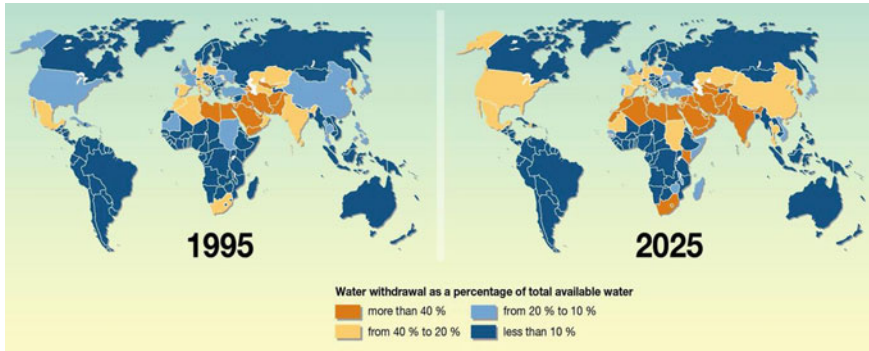 1995
2025
Water withdrawal as a percentage of total available water
more than 40 %
from 20 % to 10 %
from 40 % to 20 %
less than 10 %